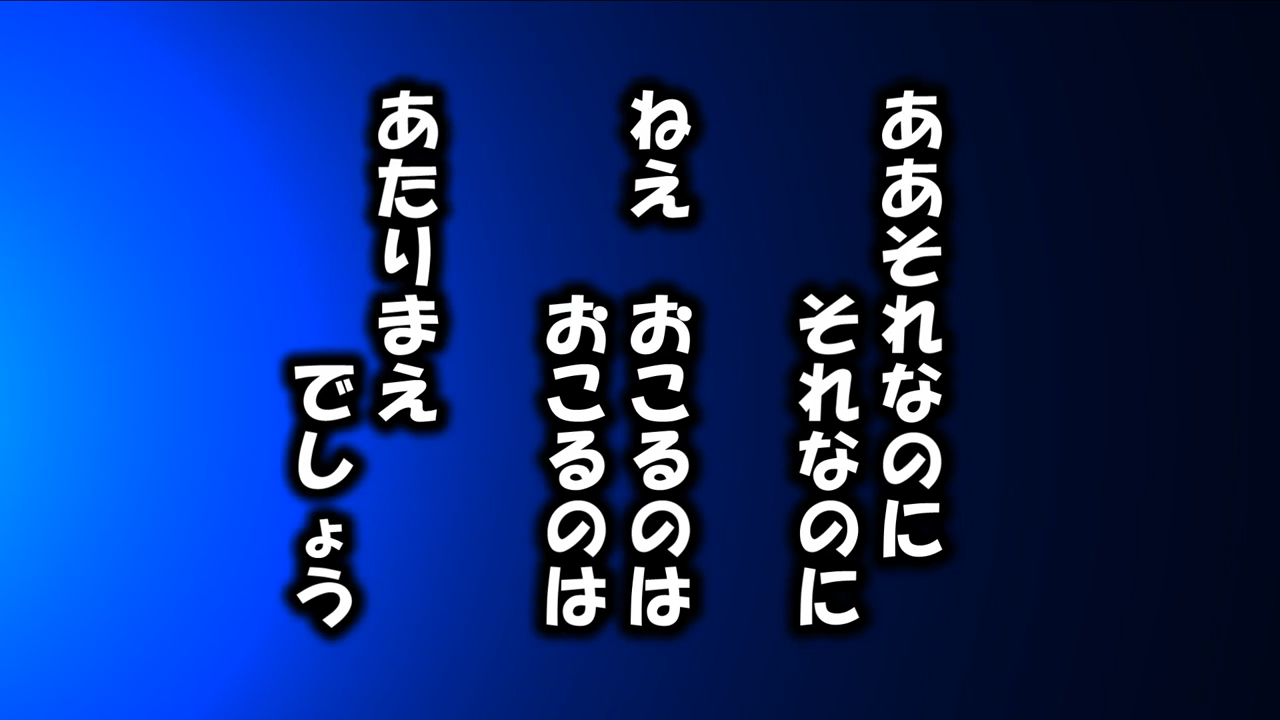 ああそれなのに
それなのに
ねえ　おこるのは
おこるのは
あたりまえ
でしょう